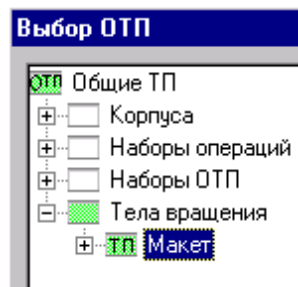 Выбор ОТП
ОТП Общие ТП
Корпуса
Наборы операций
Наборы ОТП
Тела вращения
ТП Макет